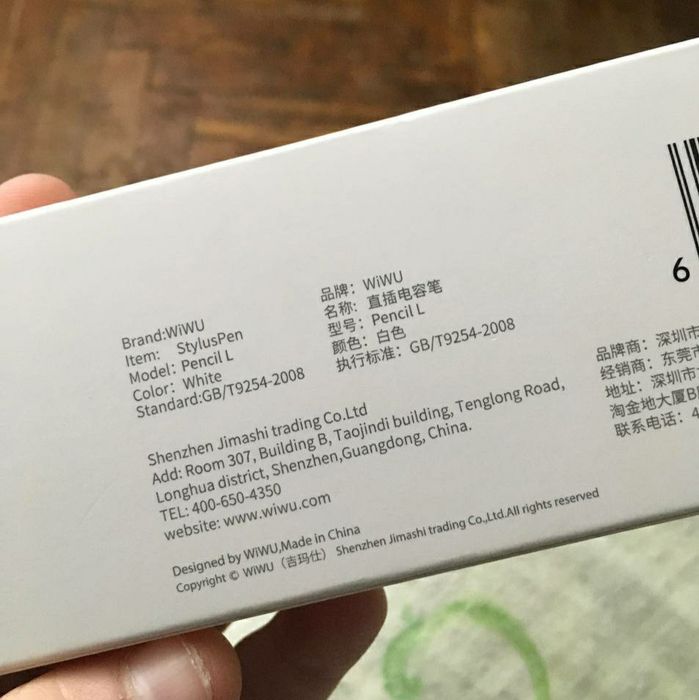 Brand:WiWU
Item: StylusPen
Model: Pencil L
Color: White
Standard:GB/T9254-2008
品牌: WiWU
名称: 直插电容笔
型号: Pencil L
颜色: 白色
执行标准: GB/T9254-2008
Shenzhen Jimashi trading Co.Ltd
Add: Room 307, Building B, Taojindi building, Tenglong Road,
Longhua district, Shenzhen,Guangdong, China.
TEL: 400-650-4350
website: www.wiwu.com
Designed by WiWU,Made in China
Copyright © WiWU（吉玛仕） Shenzhen Jimashi trading Co.,Ltd.All rights reserved
6
品牌商: 深圳市
经销商: 东莞市
地址: 深圳市
淘金地大厦B
联系电话: 4